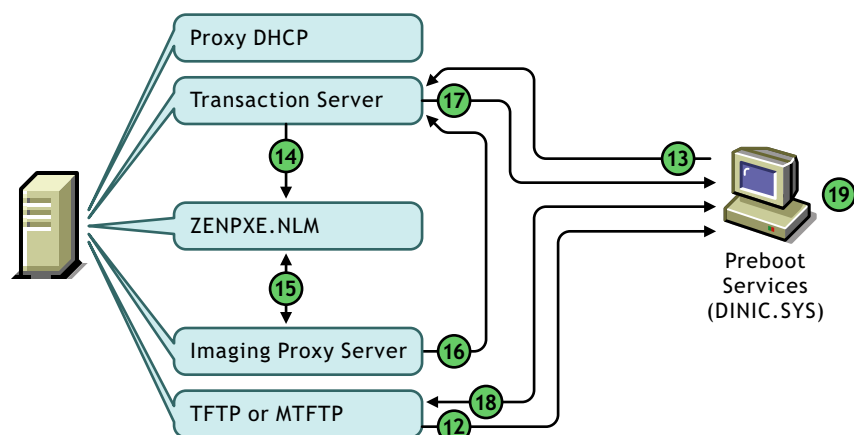 Proxy DHCP
Transaction Server
17
13
14
19
ZENPXE.NLM
15
Preboot
Services
(DINIC.SYS)
Imaging Proxy Server
16
18
TFTP or MTFTP
12